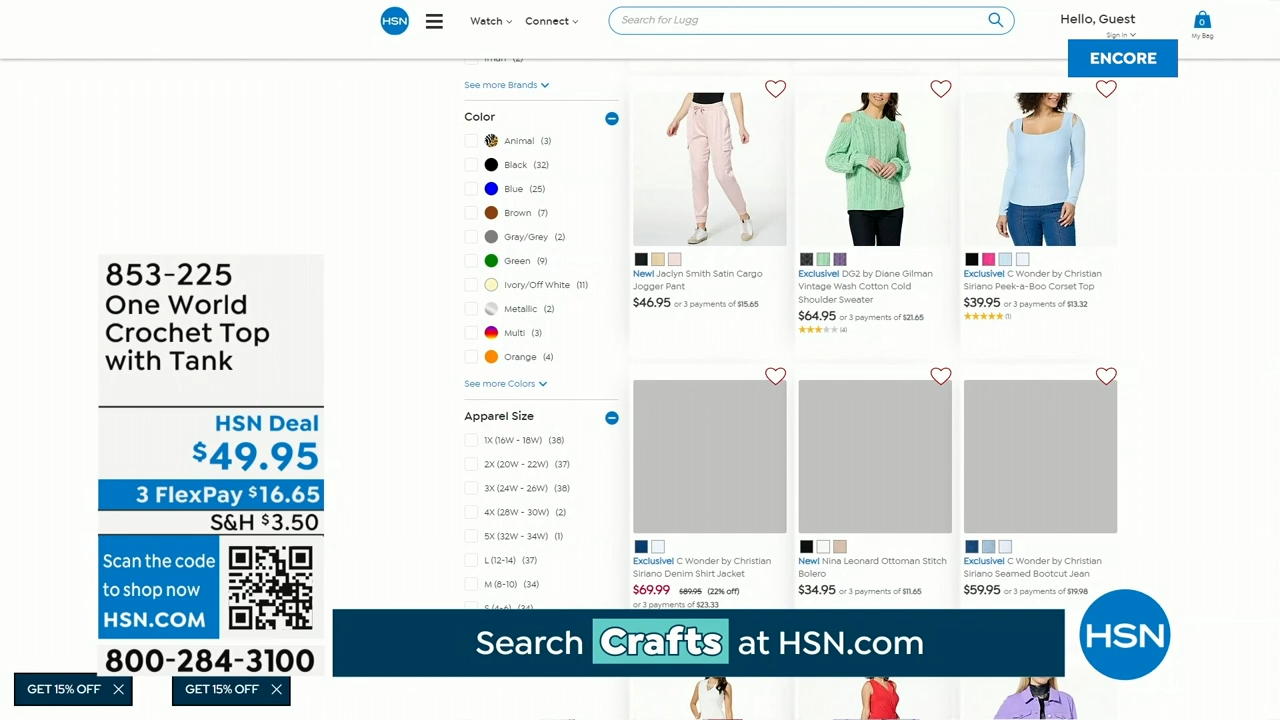 HSN
Watch
Connect
Search for Lugg
Hello, Guest
Sign In
0
My Bag
ENCORE
See more Brands
Color
Animal (3)
Black (32)
Blue (25)
Brown (7)
Gray/Grey (2)
Green (9)
Ivory/Off White (11)
Metallic (2)
Multi (3)
Orange (4)
See more Colors
Apparel Size
1X (16W - 18W) (38)
2X (20W - 22W) (37)
3X (24W - 26W) (38)
4X (28W - 30W) (2)
5X (32W - 34W) (1)
L (12-14) (37)
M (8-10) (34)
New! Jaclyn Smith Satin Cargo
Jogger Pant
$46.95 or 3 payments of $15.65
Exclusive! DG2 by Diane Gilman
Vintage Wash Cotton Cold
Shoulder Sweater
$64.95 or 3 payments of $21.65
(4)
Exclusive! C Wonder by Christian
Siriano Peek-a-Boo Corset Top
$39.95 or 3 payments of $13.32
(1)
Exclusive! C Wonder by Christian
Siriano Denim Shirt Jacket
$69.99 $89.95 (22% off)
or 3 payments of $23.33
New! Nina Leonard Ottoman Stitch
Bolero
$34.95 or 3 payments of $11.65
Exclusive! C Wonder by Christian
Siriano Seamed Bootcut Jean
$59.95 or 3 payments of $19.98
853-225
One World
Crochet Top
with Tank
HSN Deal
$49.95
3 FlexPay $16.65
S&H $3.50
Scan the code
to shop now
HSN.COM
800-284-3100
Search Crafts at HSN.com
HSN
GET 15% OFF
GET 15% OFF